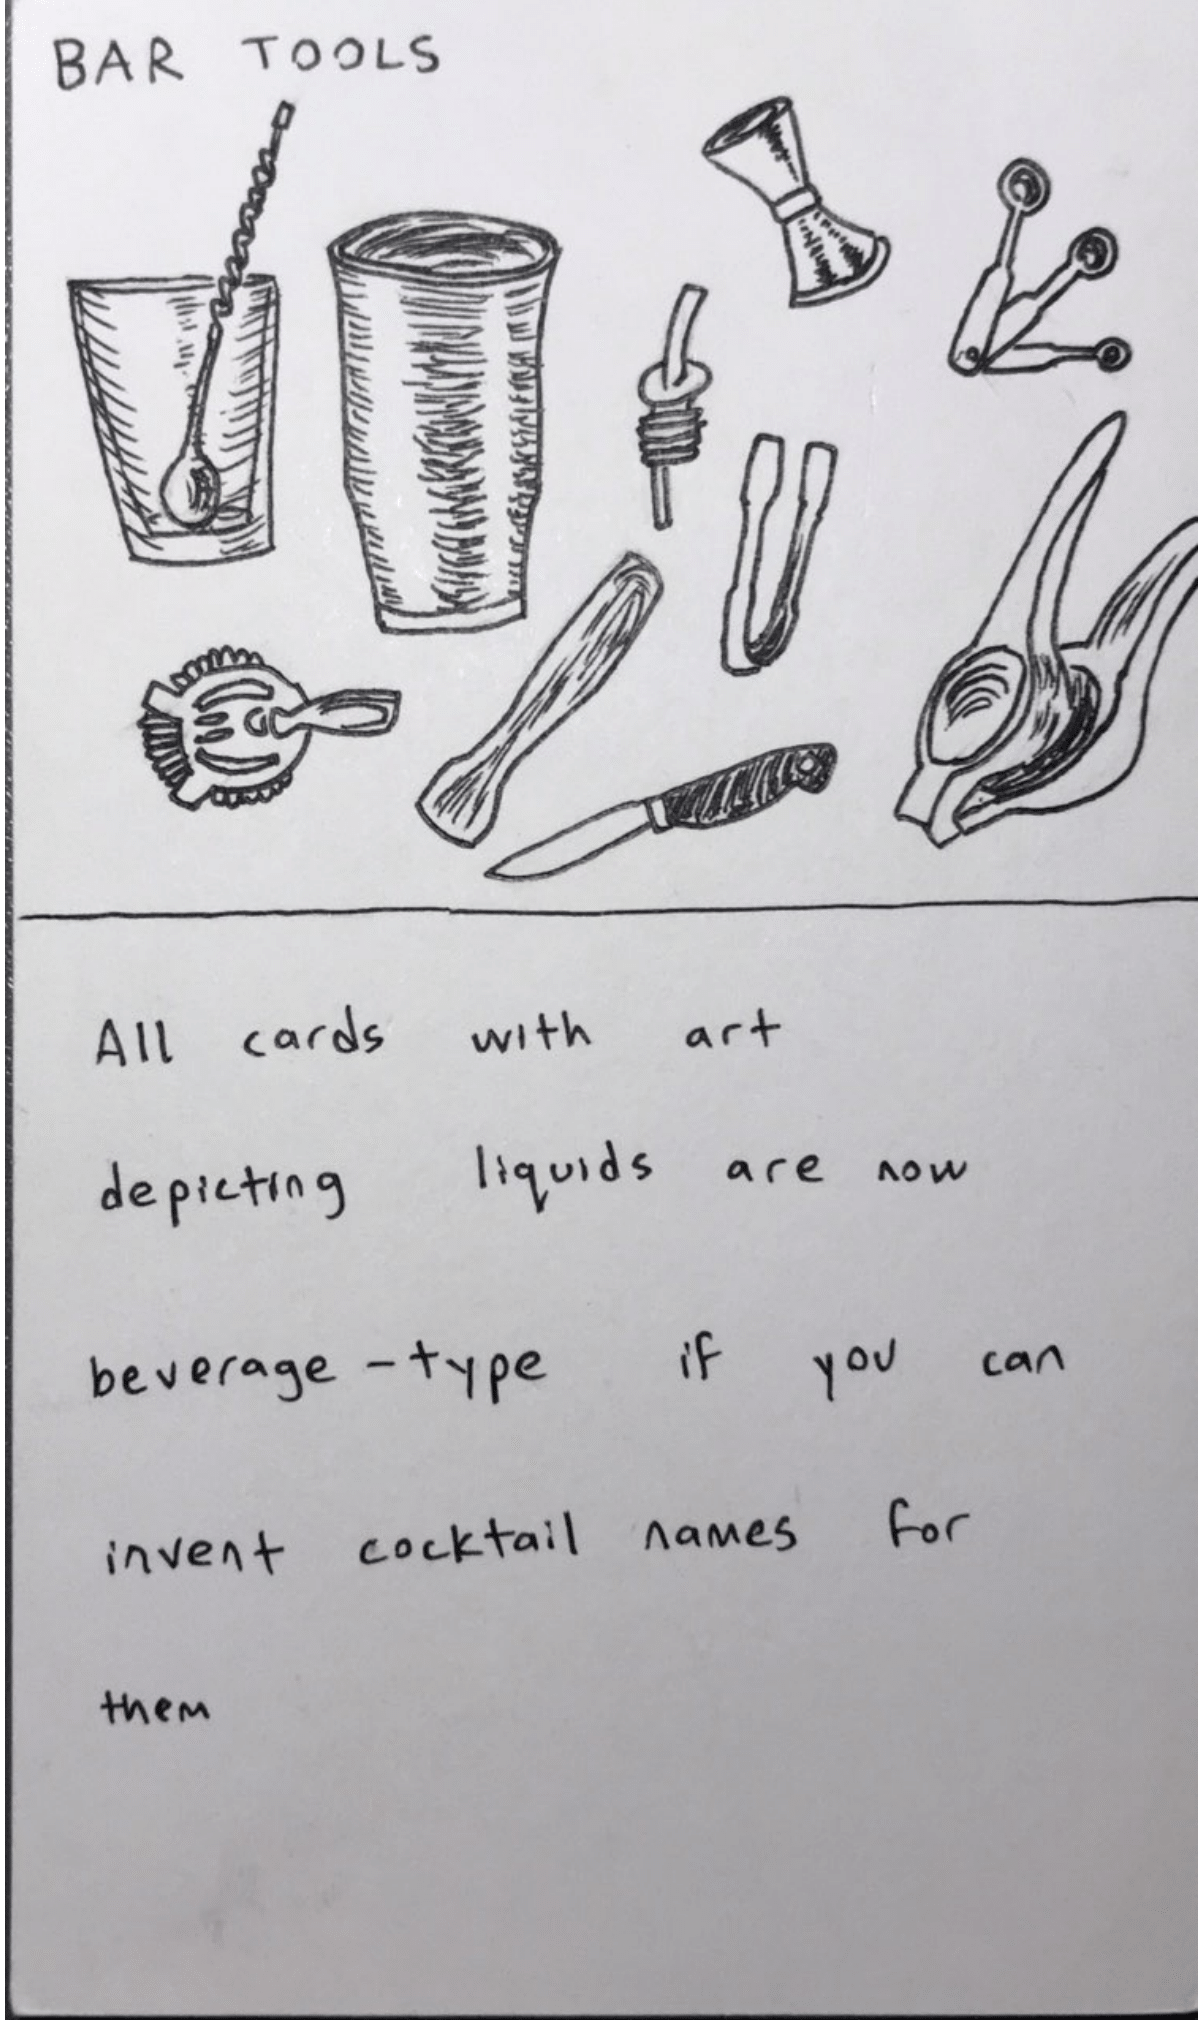 BAR TOOLS
All cards with art
depicting liquids are now
beverage-type if you can
invent cocktail names for
them